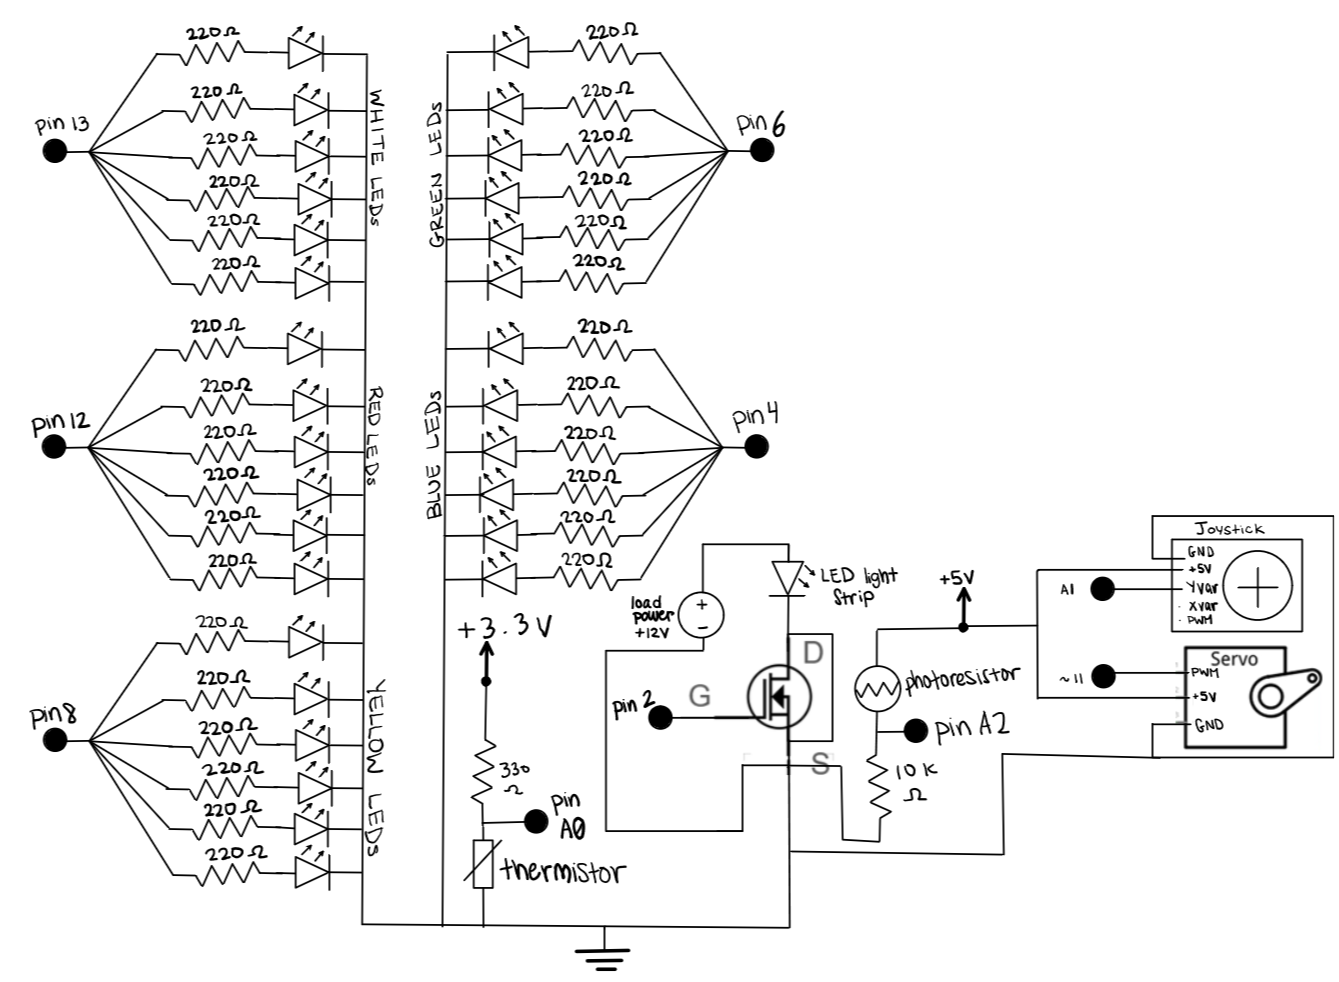 220Ω
220Ω
220Ω
220Ω
220Ω
220Ω
Pin 13
WHITE LEDs
220Ω
220Ω
220Ω
220Ω
220Ω
220Ω
Pin 6
GREEN LEDs
220Ω
220Ω
220Ω
220Ω
220Ω
220Ω
Pin 12
RED LEDs
220Ω
220Ω
220Ω
220Ω
220Ω
220Ω
Pin 4
BLUE LEDs
220Ω
220Ω
220Ω
220Ω
220Ω
220Ω
Pin 8
YELLOW LEDs
+3.3V
330
Ω
Pin
A0
thermistor
load
power
+12V
+
−
LED light
Strip
D
G
S
pin 2
+5V
photoresistor
pin A2
10K
Ω
Joystick
GND
+5V
A1
Yvar
Xvar
PWM
Servo
~11
PWM
+5V
GND